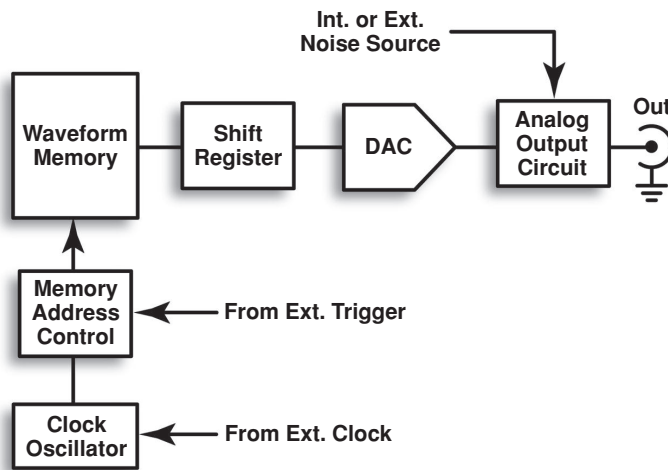 Int. or Ext.
Noise Source
Waveform
Memory
Shift
Register
DAC
Analog
Output
Circuit
Out
Memory
Address
Control
From Ext. Trigger
Clock
Oscillator
From Ext. Clock